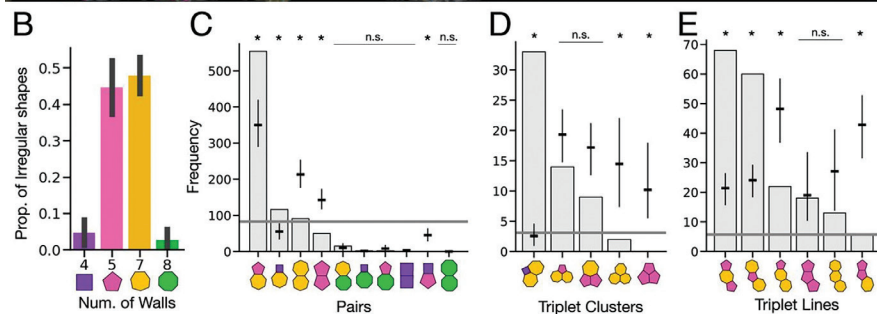 B
Prop. of Irregular shapes
0.5
0.4
0.3
0.2
0.1
0.0
4 5 7 8
Num. of Walls
C
* * * * n.s. * n.s.
Frequency
500
400
300
200
100
0
Pairs
D
* n.s. * *
30
25
20
15
10
5
0
Triplet Clusters
E
* * * n.s. *
70
60
50
40
30
20
10
0
Triplet Lines